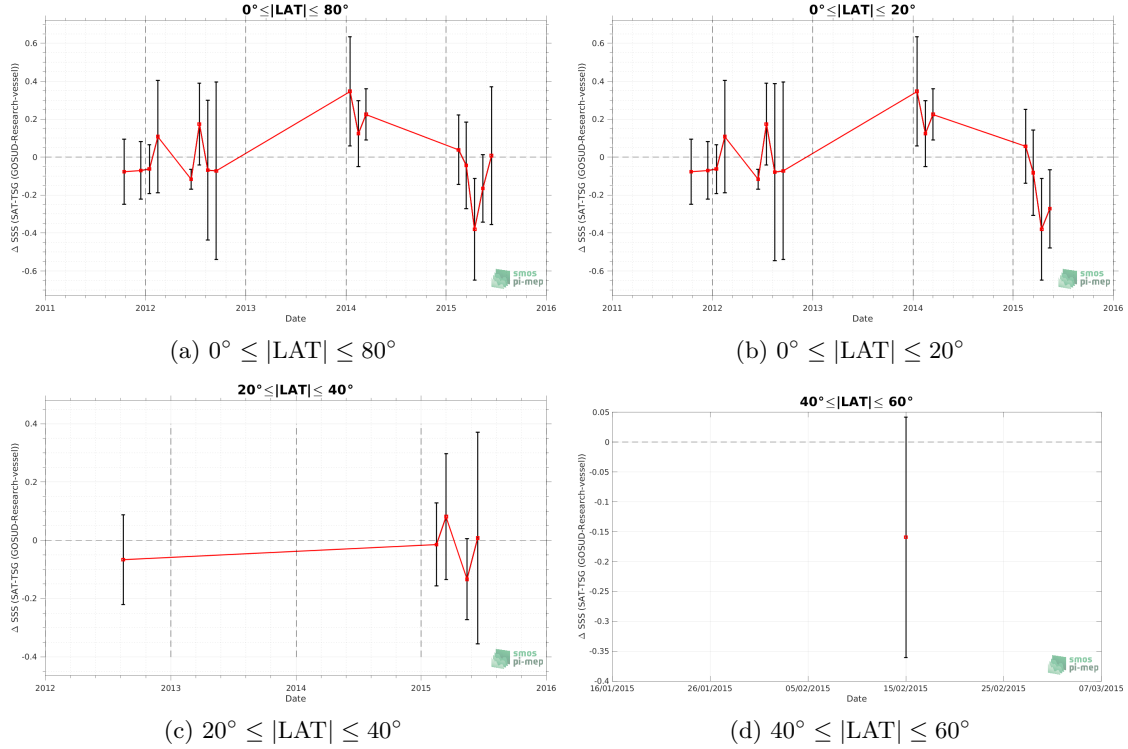 0°≤|LAT|≤ 80°
Δ SSS (SAT-TSG (GOSUD-Research-vessel))
0.6
0.4
0.2
0
-0.2
-0.4
-0.6
2011
2012
2013
2014
2015
2016
Date
smos
pi-mep
(a) 0° ≤ |LAT| ≤ 80°
0°≤|LAT|≤ 20°
Δ SSS (SAT-TSG (GOSUD-Research-vessel))
0.6
0.4
0.2
0
-0.2
-0.4
-0.6
2011
2012
2013
2014
2015
2016
Date
smos
pi-mep
(b) 0° ≤ |LAT| ≤ 20°
20°≤|LAT|≤ 40°
Δ SSS (SAT-TSG (GOSUD-Research-vessel))
0.4
0.2
0
-0.2
-0.4
2012
2013
2014
2015
2016
Date
smos
pi-mep
(c) 20° ≤ |LAT| ≤ 40°
40°≤|LAT|≤ 60°
Δ SSS (SAT-TSG (GOSUD-Research-vessel))
0.05
0
-0.05
-0.1
-0.15
-0.2
-0.25
-0.3
-0.35
-0.4
16/01/2015
26/01/2015
05/02/2015
15/02/2015
25/02/2015
07/03/2015
Date
smos
pi-mep
(d) 40° ≤ |LAT| ≤ 60°